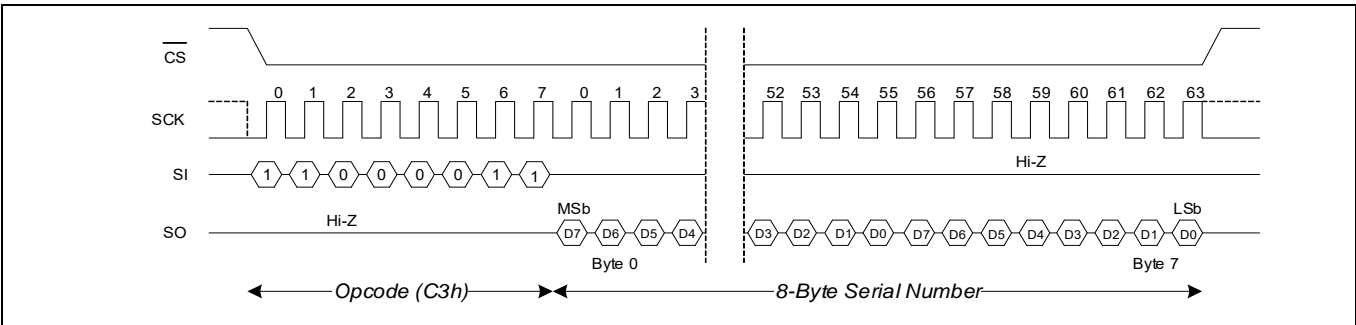 CS
0 1 2 3 4 5 6 7 0 1 2 3 52 53 54 55 56 57 58 59 60 61 62 63
SCK
Hi-Z
SI 1 1 0 0 0 0 1 1
MSb LSb
Hi-Z
SO D7 D6 D5 D4 D3 D2 D1 D0 D7 D6 D5 D4 D3 D2 D1 D0
Byte 0 Byte 7
Opcode (C3h) 8-Byte Serial Number